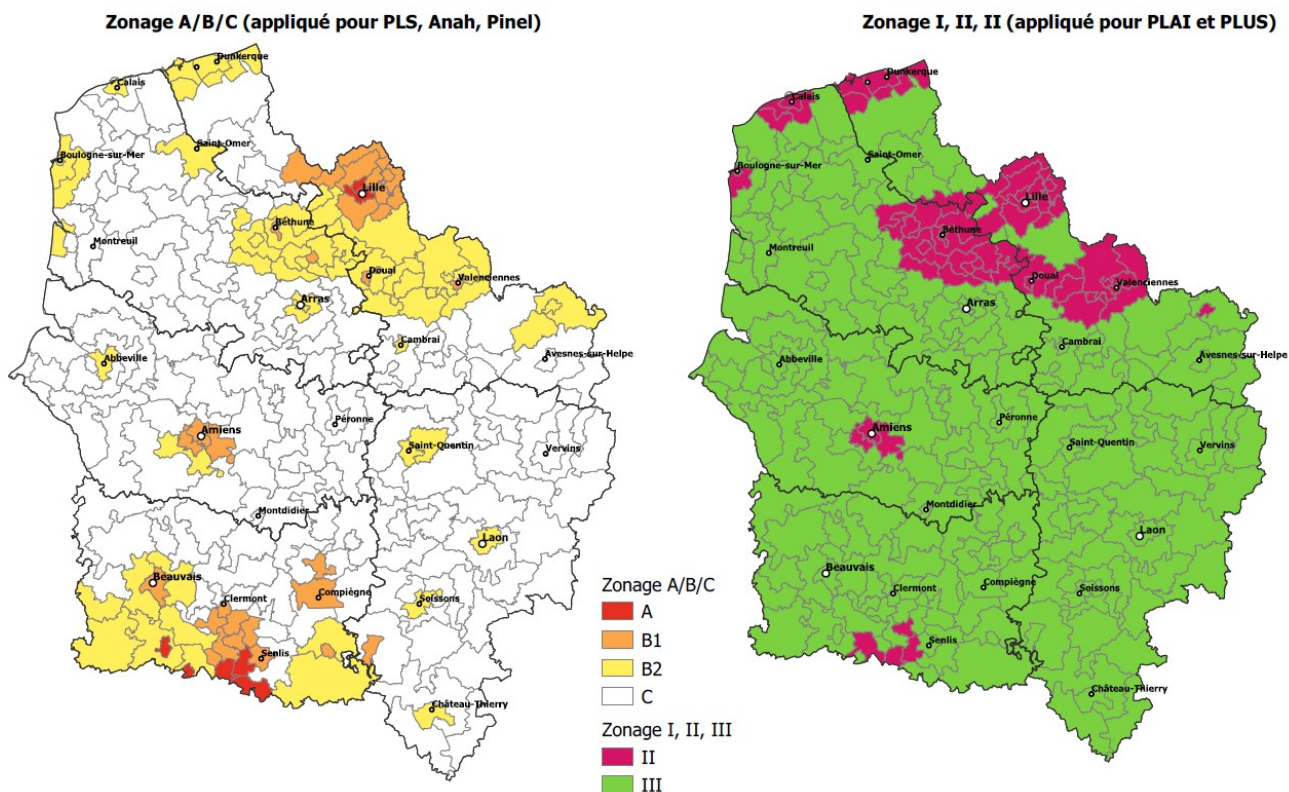 Zonage A/B/C (appliqué pour PLS, Anah, Pinel)
Zonage I, II, II (appliqué pour PLAI et PLUS)
Dunkerque
Calais
Saint-Omer
Boulogne-sur-Mer
Lille
Béthune
Montreuil
Douai
Valenciennes
Arras
Cambrai
Avesnes-sur-Helpe
Abbeville
Amiens
Péronne
Saint-Quentin
Vervins
Montdidier
Laon
Beauvais
Clermont
Compiègne
Soissons
Senlis
Château-Thierry
Zonage A/B/C
A
B1
B2
C
Zonage I, II, III
II
III
Dunkerque
Calais
Saint-Omer
Boulogne-sur-Mer
Lille
Béthune
Montreuil
Douai
Valenciennes
Arras
Cambrai
Avesnes-sur-Helpe
Abbeville
Amiens
Péronne
Saint-Quentin
Vervins
Montdidier
Laon
Beauvais
Clermont
Compiègne
Soissons
Senlis
Château-Thierry